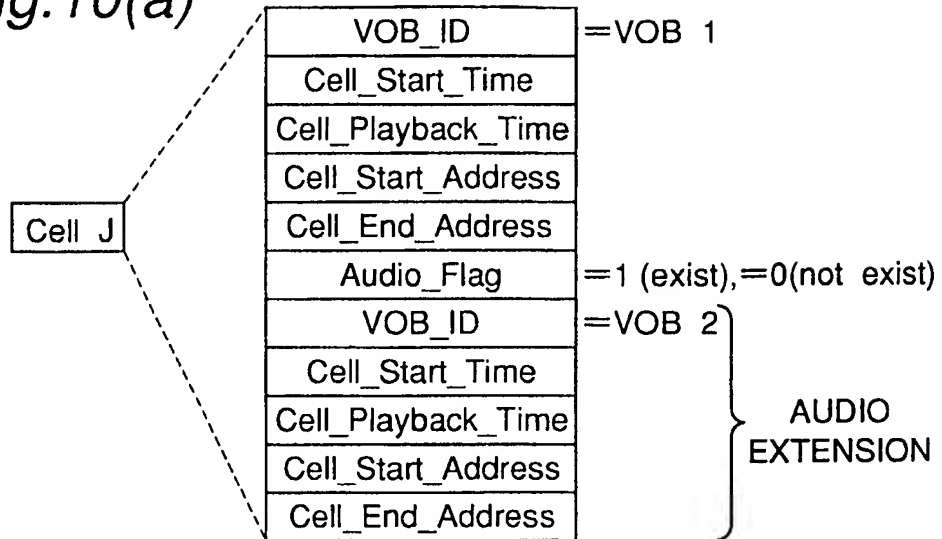 ig. 10(a)
VOB_ID =VOB 1
Cell_Start_Time
Cell_Playback_Time
Cell_Start_Address
Cell J
Cell_End_Address
Audio_Flag =1 (exist),=0(not exist)
VOB_ID =VOB 2
Cell_Start_Time
Cell_Playback_Time
AUDIO
EXTENSION
Cell_Start_Address
Cell_End_Address